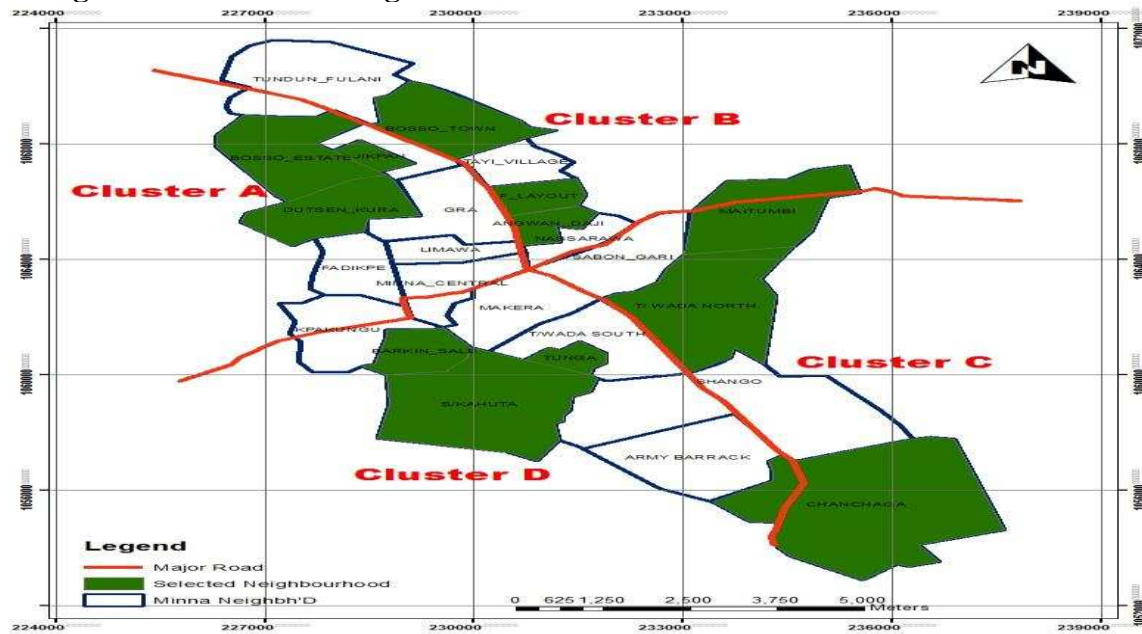 224000 227000 230000 233000 236000 239000
TUNDUN_FULANI
Cluster B
BOSSO_TOWN
BOSSO_ESTATE JIKPAN
TAYI_VILLAGE
Cluster A
F_LAYOUT
DUTSEN_KURA
GRA
MAITUMBI
ANGWAN_DAJI
NASSARAWA
LIMAWA
SABON_GARI
FADIKPE
MINNA_CENTRAL
MAKERA
T/WADA NORTH
KPAKUNGU
T/WADA SOUTH
BARKIN_SALE
TUNGA
Cluster C
SHANGO
S/KAHUTA
ARMY BARRACK
Cluster D
CHANCHAGA
Legend
Major Road
Selected Neighbourhood
Minna Neighbh'D
0 625 1,250 2,500 3,750 5,000
Meters
224000 227000 230000 233000 236000 239000
N